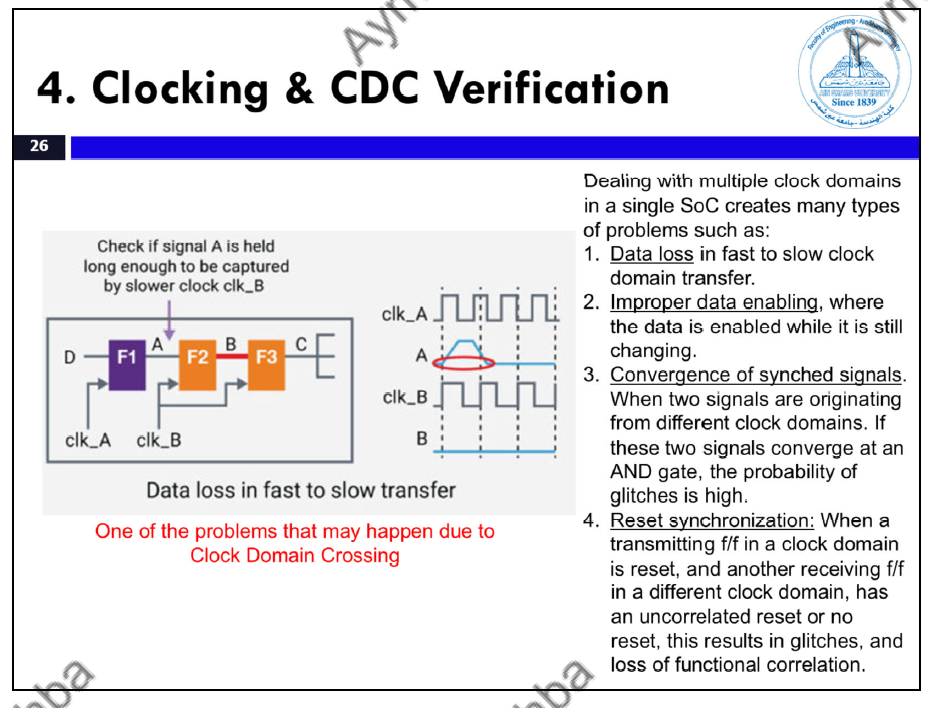 4. Clocking & CDC Verification
Since 1839
26
Check if signal A is held
long enough to be captured
by slower clock clk_B
D
F1
A
F2
B
F3
C
clk_A
clk_B
clk_A
A
clk_B
B
Data loss in fast to slow transfer
One of the problems that may happen due to
Clock Domain Crossing
Dealing with multiple clock domains
in a single SoC creates many types
of problems such as:
1. Data loss in fast to slow clock
domain transfer.
2. Improper data enabling, where
the data is enabled while it is still
changing.
3. Convergence of synched signals.
When two signals are originating
from different clock domains. If
these two signals converge at an
AND gate, the probability of
glitches is high.
4. Reset synchronization: When a
transmitting f/f in a clock domain
is reset, and another receiving f/f
in a different clock domain, has
an uncorrelated reset or no
reset, this results in glitches, and
loss of functional correlation.